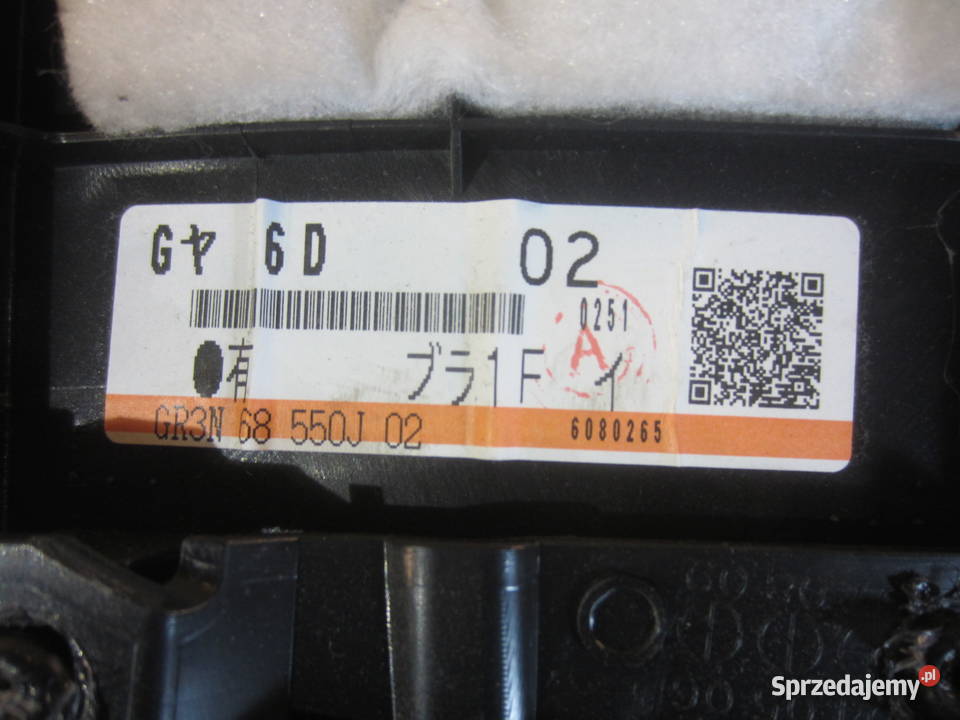 Gヤ 6D 02
0251
A
●有 ブラ1F イ
GR3N 68 550J 02 6080265
Sprzedajemy.pl